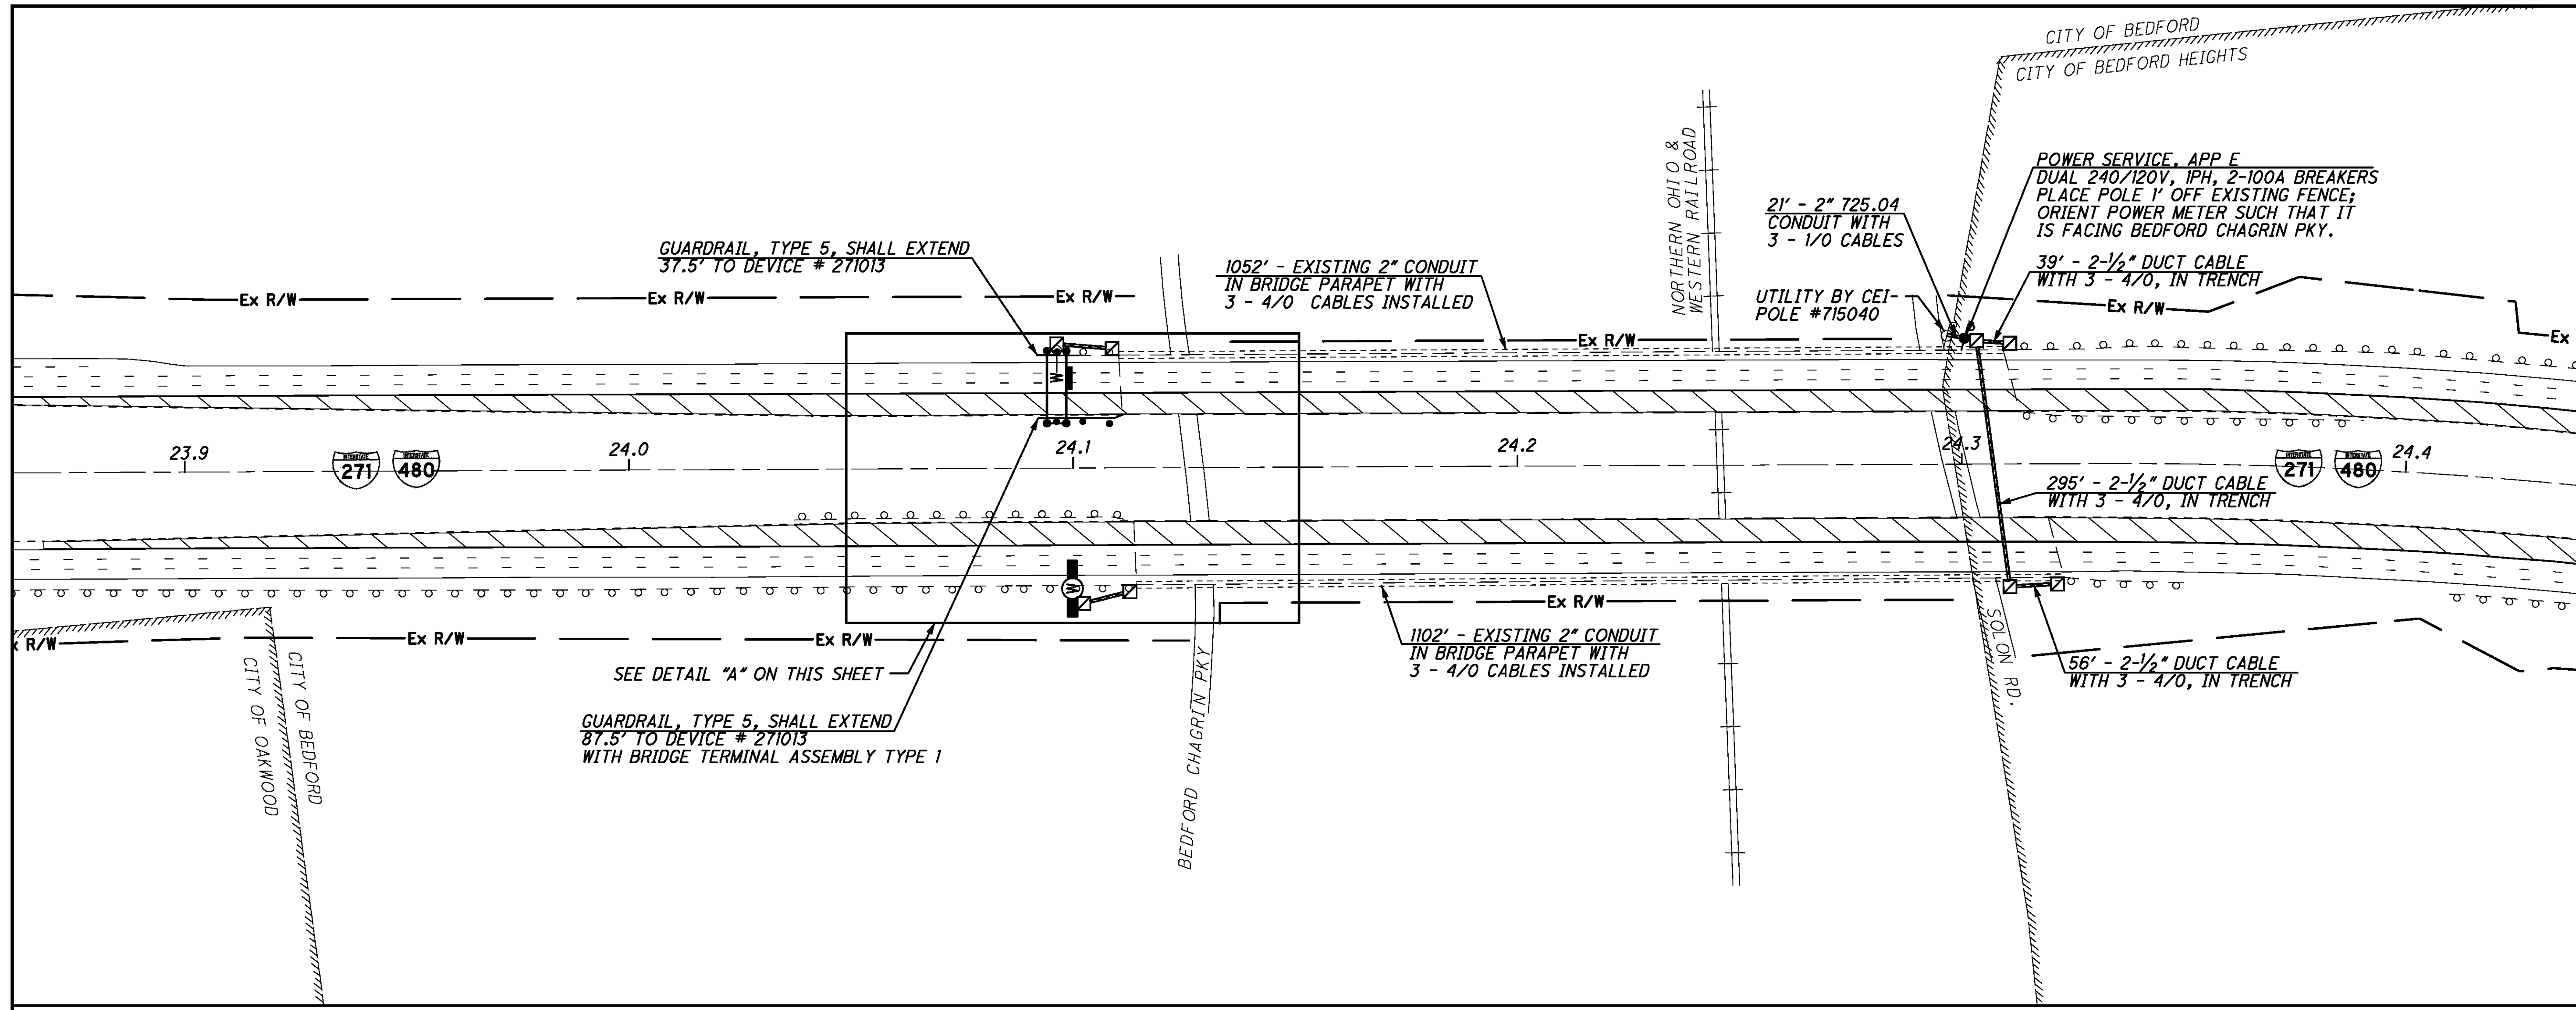 CITY OF BEDFORD
CITY OF BEDFORD HEIGHTS
NORTHERN OHIO &
WESTERN RAILROAD
POWER SERVICE, APP E
DUAL 240/120V, 1PH, 2-100A BREAKERS
PLACE POLE 1' OFF EXISTING FENCE;
ORIENT POWER METER SUCH THAT IT
IS FACING BEDFORD CHAGRIN PKY.
21' - 2" 725.04
CONDUIT WITH
3 - 1/0 CABLES
GUARDRAIL, TYPE 5, SHALL EXTEND
37.5' TO DEVICE # 271013
1052' - EXISTING 2" CONDUIT
IN BRIDGE PARAPET WITH
3 - 4/0 CABLES INSTALLED
39' - 2-1/2" DUCT CABLE
WITH 3 - 4/0, IN TRENCH
UTILITY BY CEI-
POLE #715040
Ex R/W
Ex R/W
Ex R/W
Ex R/W
Ex R/W
Ex
W
23.9
INTERSTATE
271
INTERSTATE
480
24.0
24.1
24.2
24.3
INTERSTATE
271
INTERSTATE
480
24.4
295' - 2-1/2" DUCT CABLE
WITH 3 - 4/0, IN TRENCH
W
Ex R/W
x R/W
Ex R/W
Ex R/W
SOLON RD.
1102' - EXISTING 2" CONDUIT
IN BRIDGE PARAPET WITH
3 - 4/0 CABLES INSTALLED
56' - 2-1/2" DUCT CABLE
WITH 3 - 4/0, IN TRENCH
SEE DETAIL "A" ON THIS SHEET
CITY OF OAKWOOD
CITY OF BEDFORD
BEDFORD CHAGRIN PKY
GUARDRAIL, TYPE 5, SHALL EXTEND
87.5' TO DEVICE # 271013
WITH BRIDGE TERMINAL ASSEMBLY TYPE 1